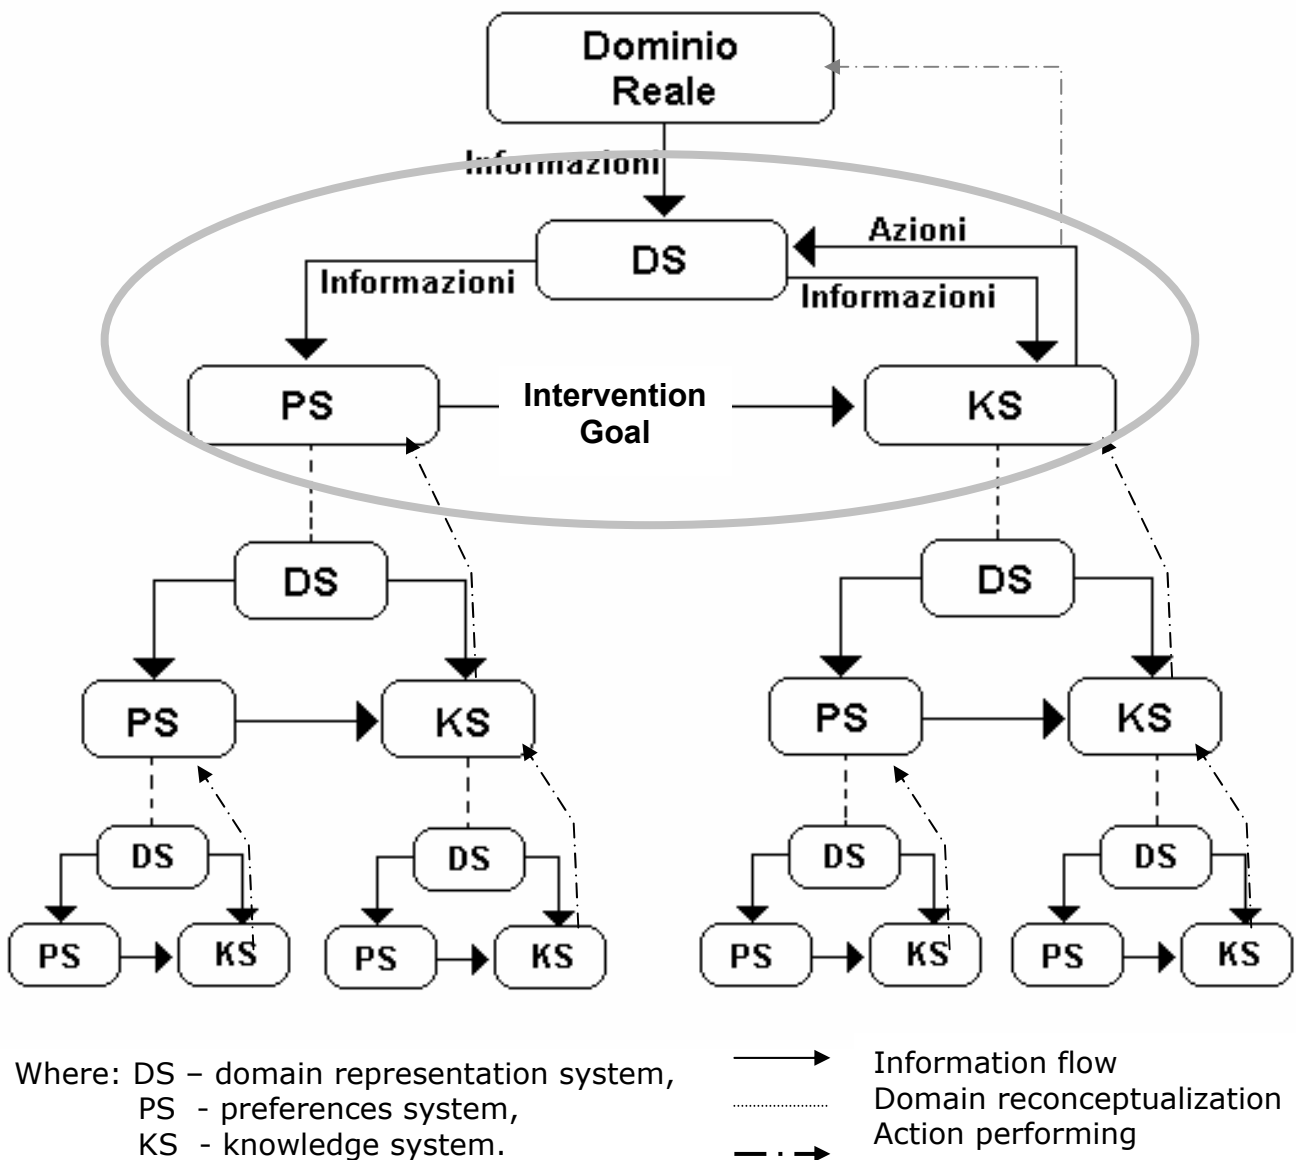 Dominio
Reale
Informazioni
DS
Azioni
Informazioni
Informazioni
PS
Intervention
Goal
KS
DS
DS
PS
KS
PS
KS
DS
DS
DS
DS
PS
KS
PS
KS
PS
KS
PS
KS
Where: DS – domain representation system,
PS - preferences system,
KS - knowledge system.
Information flow
Domain reconceptualization
Action performing